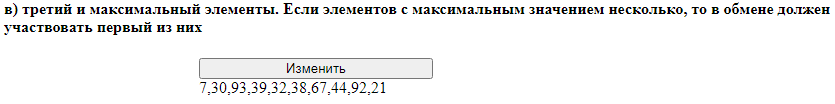 в) третий и максимальный элементы. Если элементов с максимальным значением несколько, то в обмене должен
участвовать первый из них
Изменить
7,30,93,39,32,38,67,44,92,21